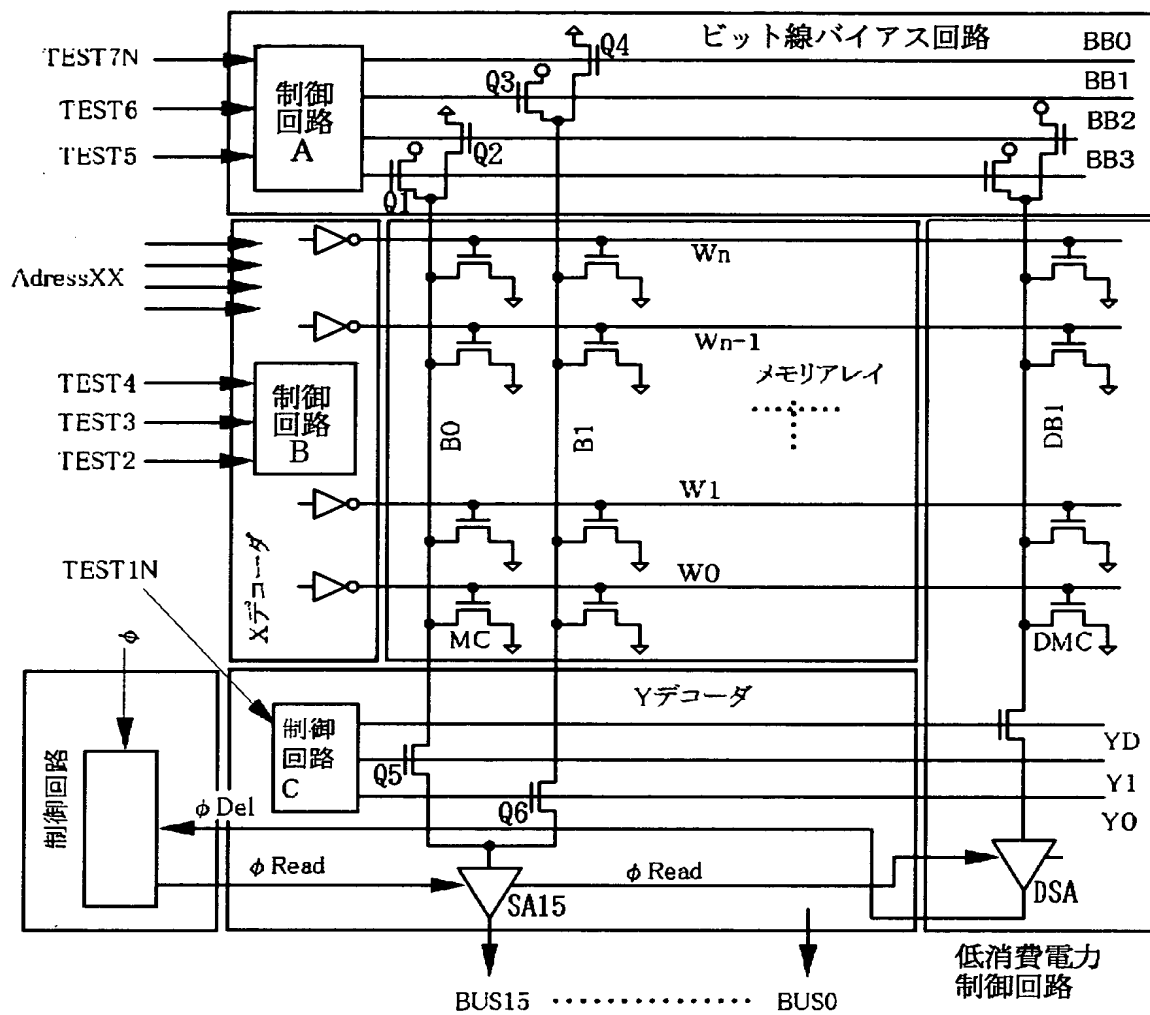 ビット線バイアス回路
TEST7N
TEST6
TEST5
制御
回路
A
Q4
Q3
Q2
Q1
BB0
BB1
BB2
BB3
AdressXX
Wn
Wn-1
メモリアレイ
TEST4
TEST3
TEST2
制御
回路
B
B0
B1
DB1
W1
W0
Xデコーダ
TEST1N
MC
DMC
φ
制御回路
Yデコーダ
制御
回路
C
Q5
Q6
YD
Y1
Y0
φDel
φRead
φRead
SA15
DSA
BUS15
BUS0
低消費電力
制御回路